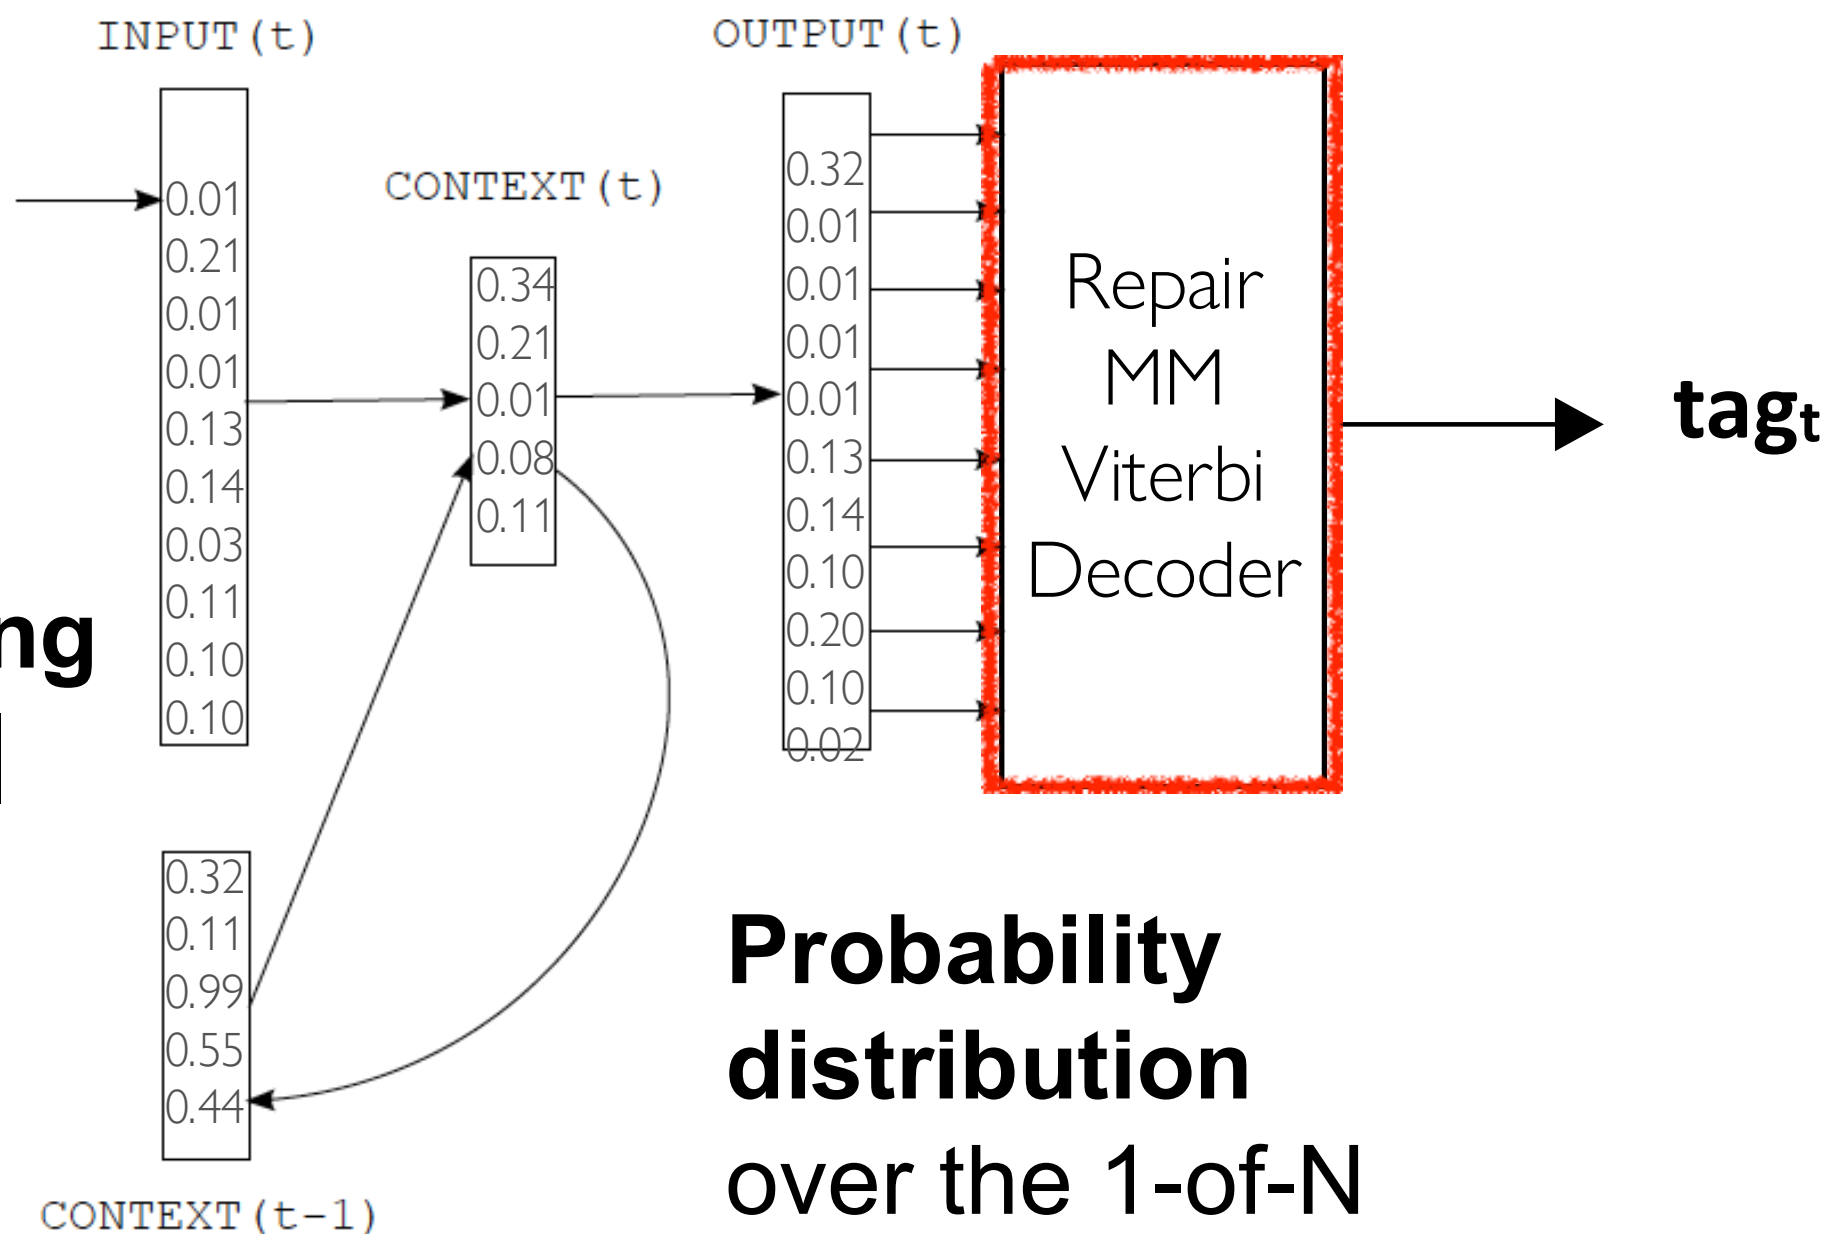 INPUT(t)
0.01
0.21
0.01
0.01
0.13
0.14
0.03
0.11
0.10
0.10
CONTEXT(t)
0.34
0.21
0.01
0.08
0.11
OUTPUT(t)
0.32
0.01
0.01
0.01
0.01
0.13
0.14
0.10
0.20
0.10
0.02
Repair
MM
Viterbi
Decoder
tagt
ng
0.32
0.11
0.99
0.55
0.44
CONTEXT(t-1)
Probability
distribution
over the 1-of-N